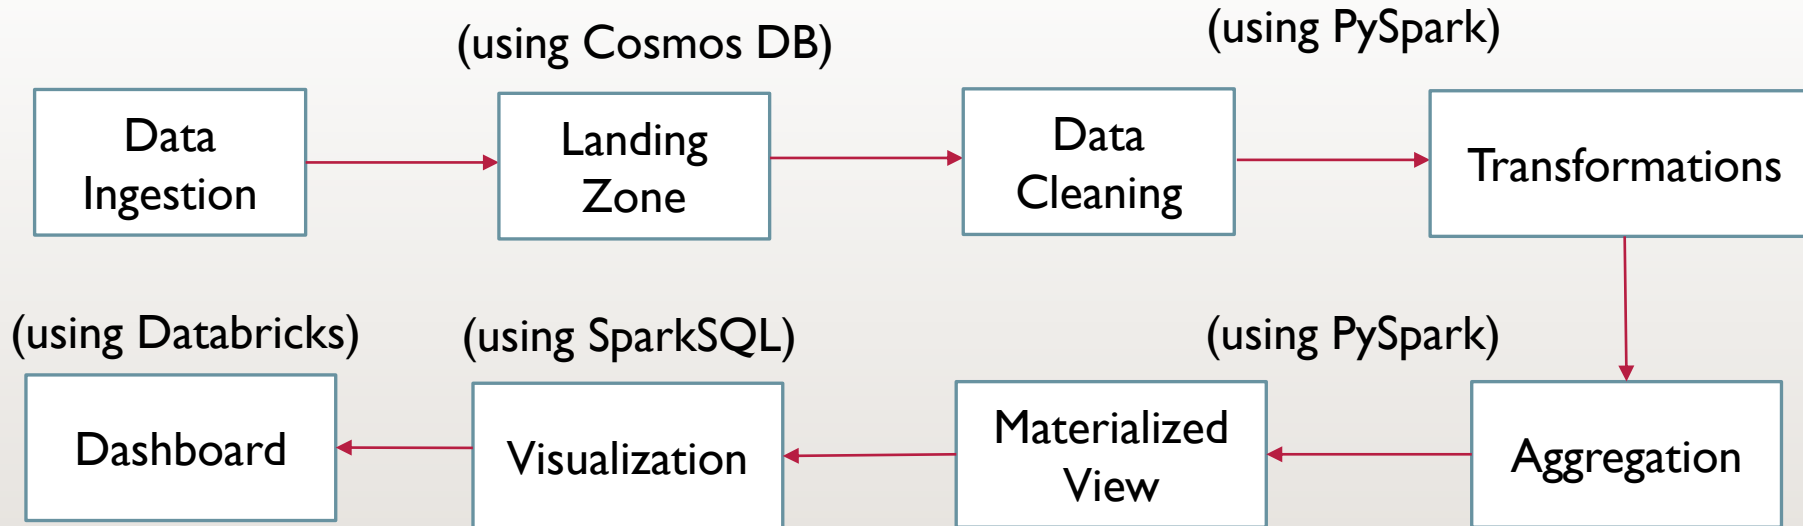 (using Cosmos DB)
(using PySpark)
Data
Ingestion
Landing
Zone
Data
Cleaning
Transformations
(using Databricks)
(using SparkSQL)
(using PySpark)
Dashboard
Visualization
Materialized
View
Aggregation